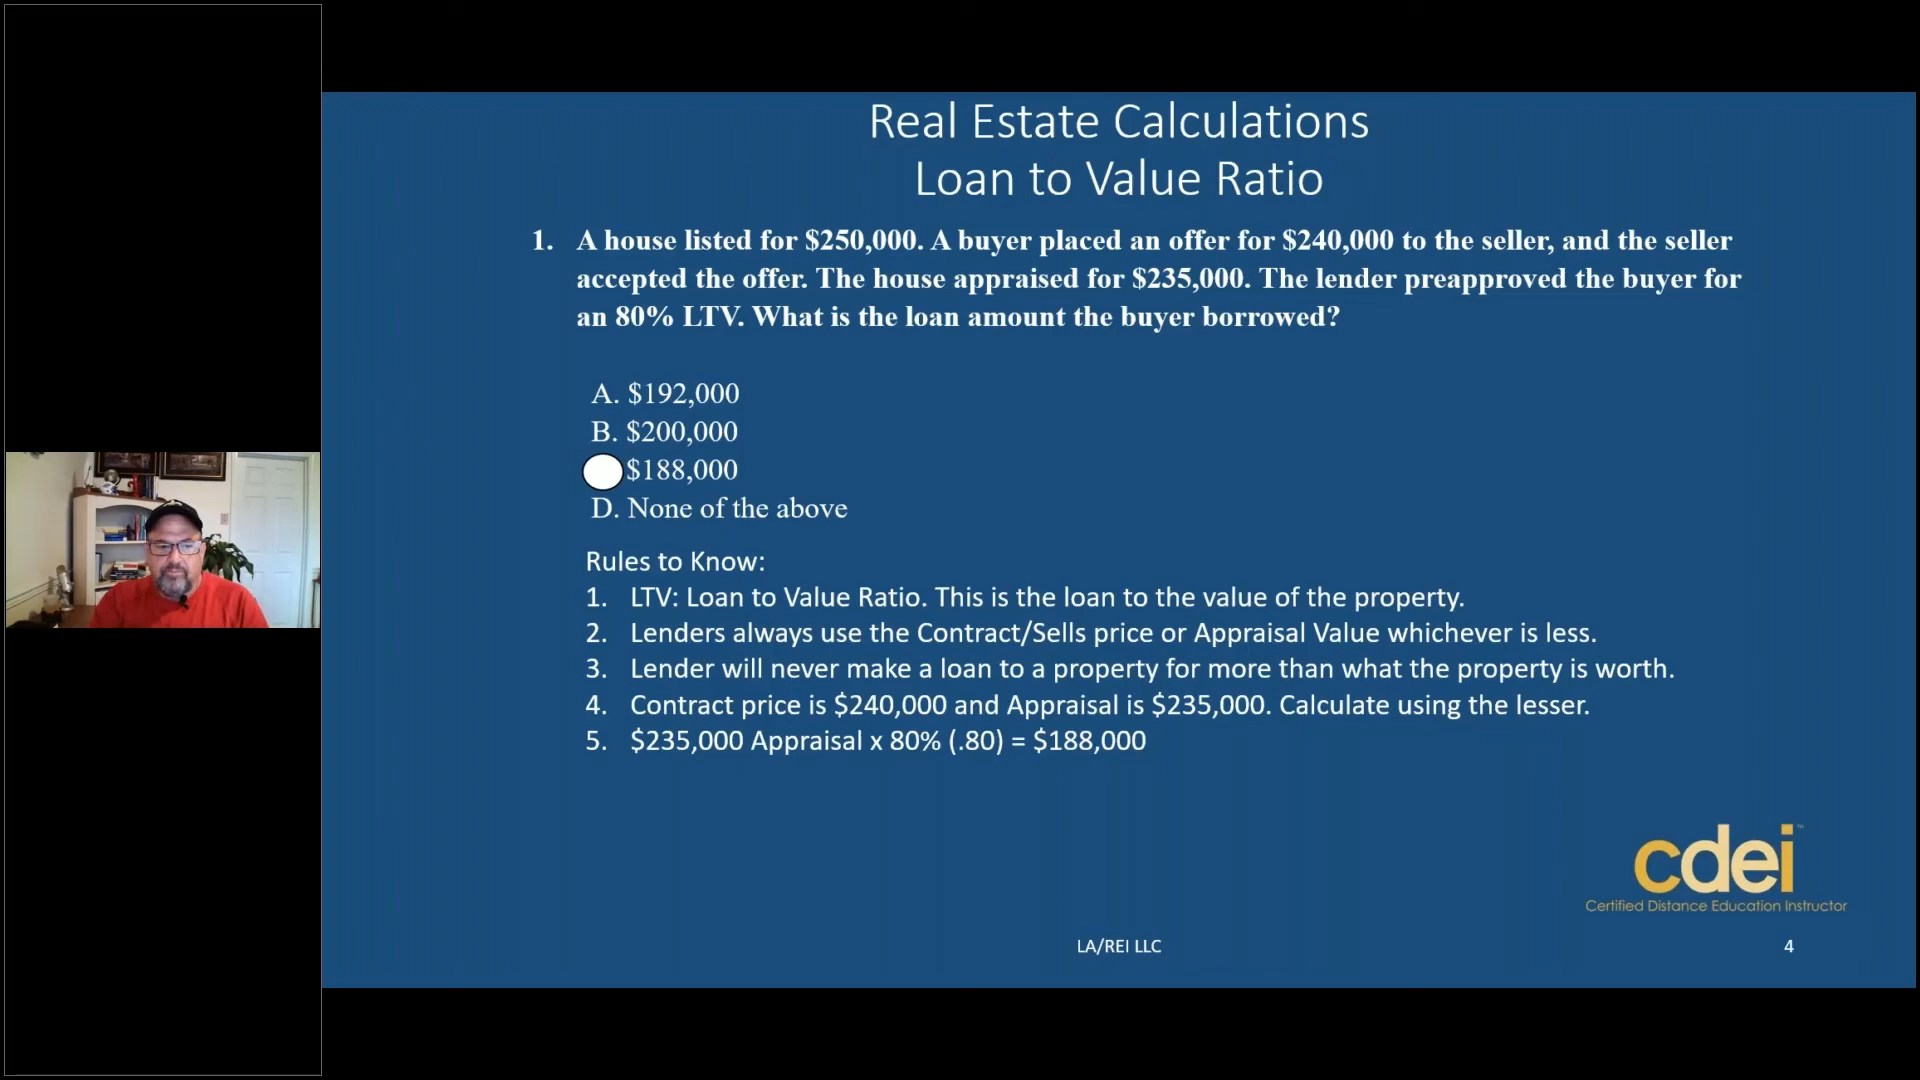 Real Estate Calculations
Loan to Value Ratio
1. A house listed for $250,000. A buyer placed an offer for $240,000 to the seller, and the seller
accepted the offer. The house appraised for $235,000. The lender preapproved the buyer for
an 80% LTV. What is the loan amount the buyer borrowed?
A. $192,000
B. $200,000
$188,000
D. None of the above
Rules to Know:
1. LTV: Loan to Value Ratio. This is the loan to the value of the property.
2. Lenders always use the Contract/Sells price or Appraisal Value whichever is less.
3. Lender will never make a loan to a property for more than what the property is worth.
4. Contract price is $240,000 and Appraisal is $235,000. Calculate using the lesser.
5. $235,000 Appraisal x 80% (.80) = $188,000
cdei™
Certified Distance Education Instructor
LA/REI LLC
4